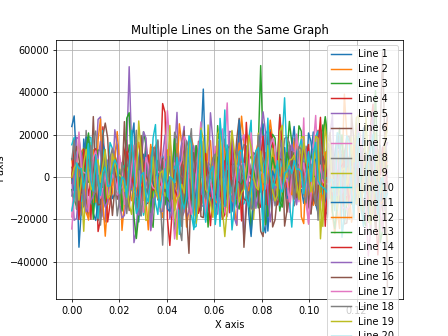 Multiple Lines on the Same Graph
60000
40000
20000
0
−20000
−40000
0.00
0.02
0.04
0.06
0.08
0.10
X axis
Line 1
Line 2
Line 3
Line 4
Line 5
Line 6
Line 7
Line 8
Line 9
Line 10
Line 11
Line 12
Line 13
Line 14
Line 15
Line 16
Line 17
Line 18
Line 19
Line 20